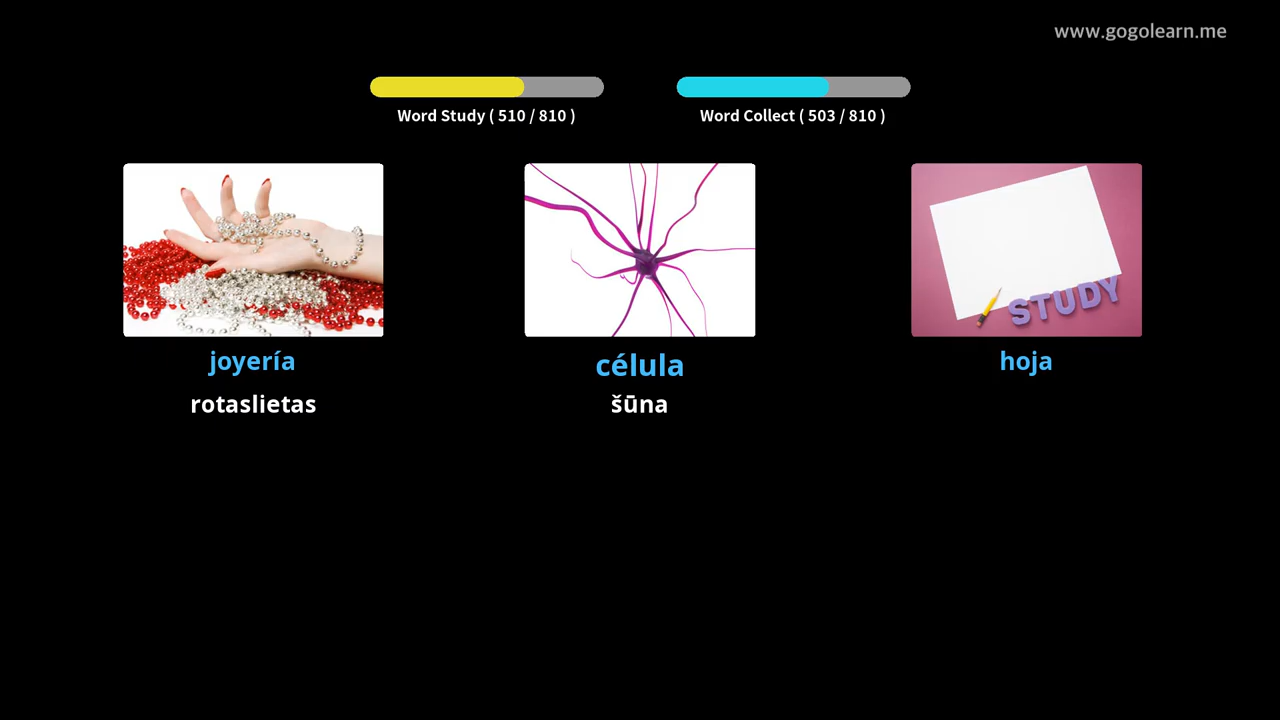 www.gogolearn.me
Word Study ( 510 / 810 )
Word Collect ( 503 / 810 )
STUDY
joyería
célula
hoja
rotaslietas
šūna